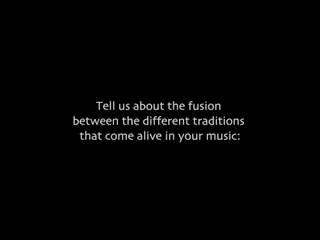 Tell us about the fusion
between the different traditions
that come alive in your music: